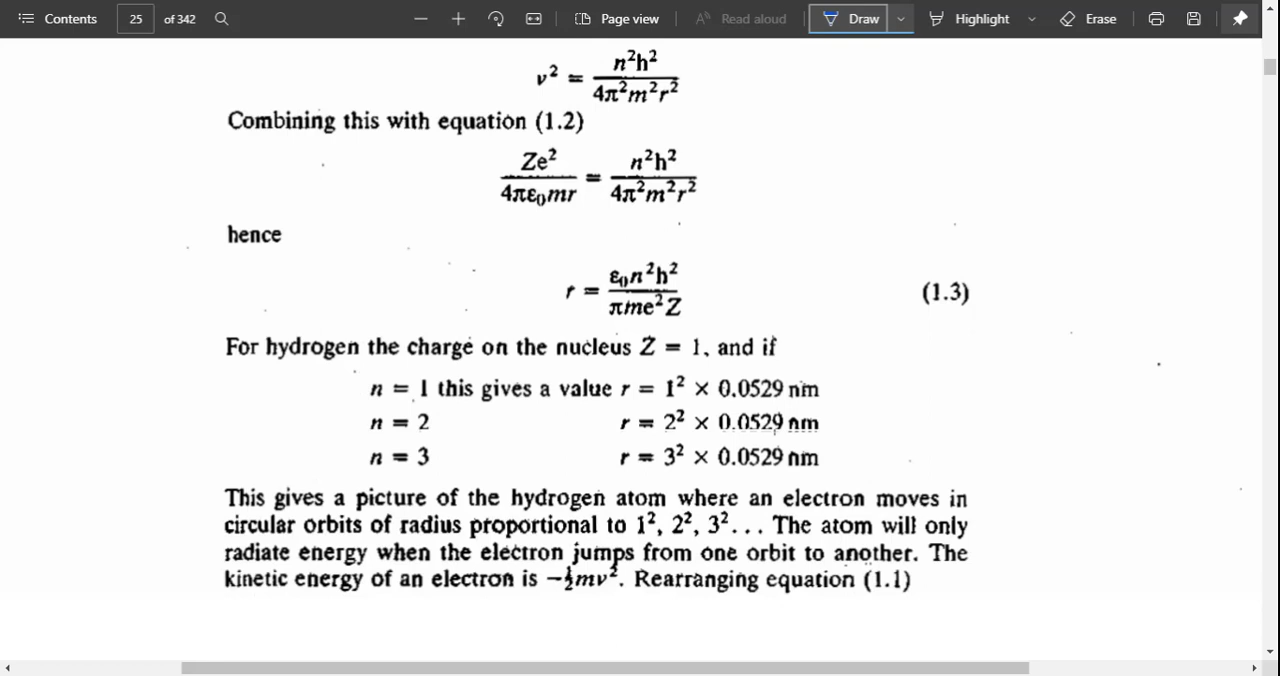 Contents 25 of 342 Page view Read aloud Draw Highlight Erase
v² = n²h² / 4π²m²r²
Combining this with equation (1.2)
Ze² / 4πε₀mr = n²h² / 4π²m²r²
hence
r = ε₀n²h² / πme²Z (1.3)
For hydrogen the charge on the nucleus Z = 1, and if
n = 1 this gives a value r = 1² × 0.0529 nm
n = 2 r = 2² × 0.0529 nm
n = 3 r = 3² × 0.0529 nm
This gives a picture of the hydrogen atom where an electron moves in
circular orbits of radius proportional to 1², 2², 3²... The atom will only
radiate energy when the electron jumps from one orbit to another. The
kinetic energy of an electron is −½mv². Rearranging equation (1.1)